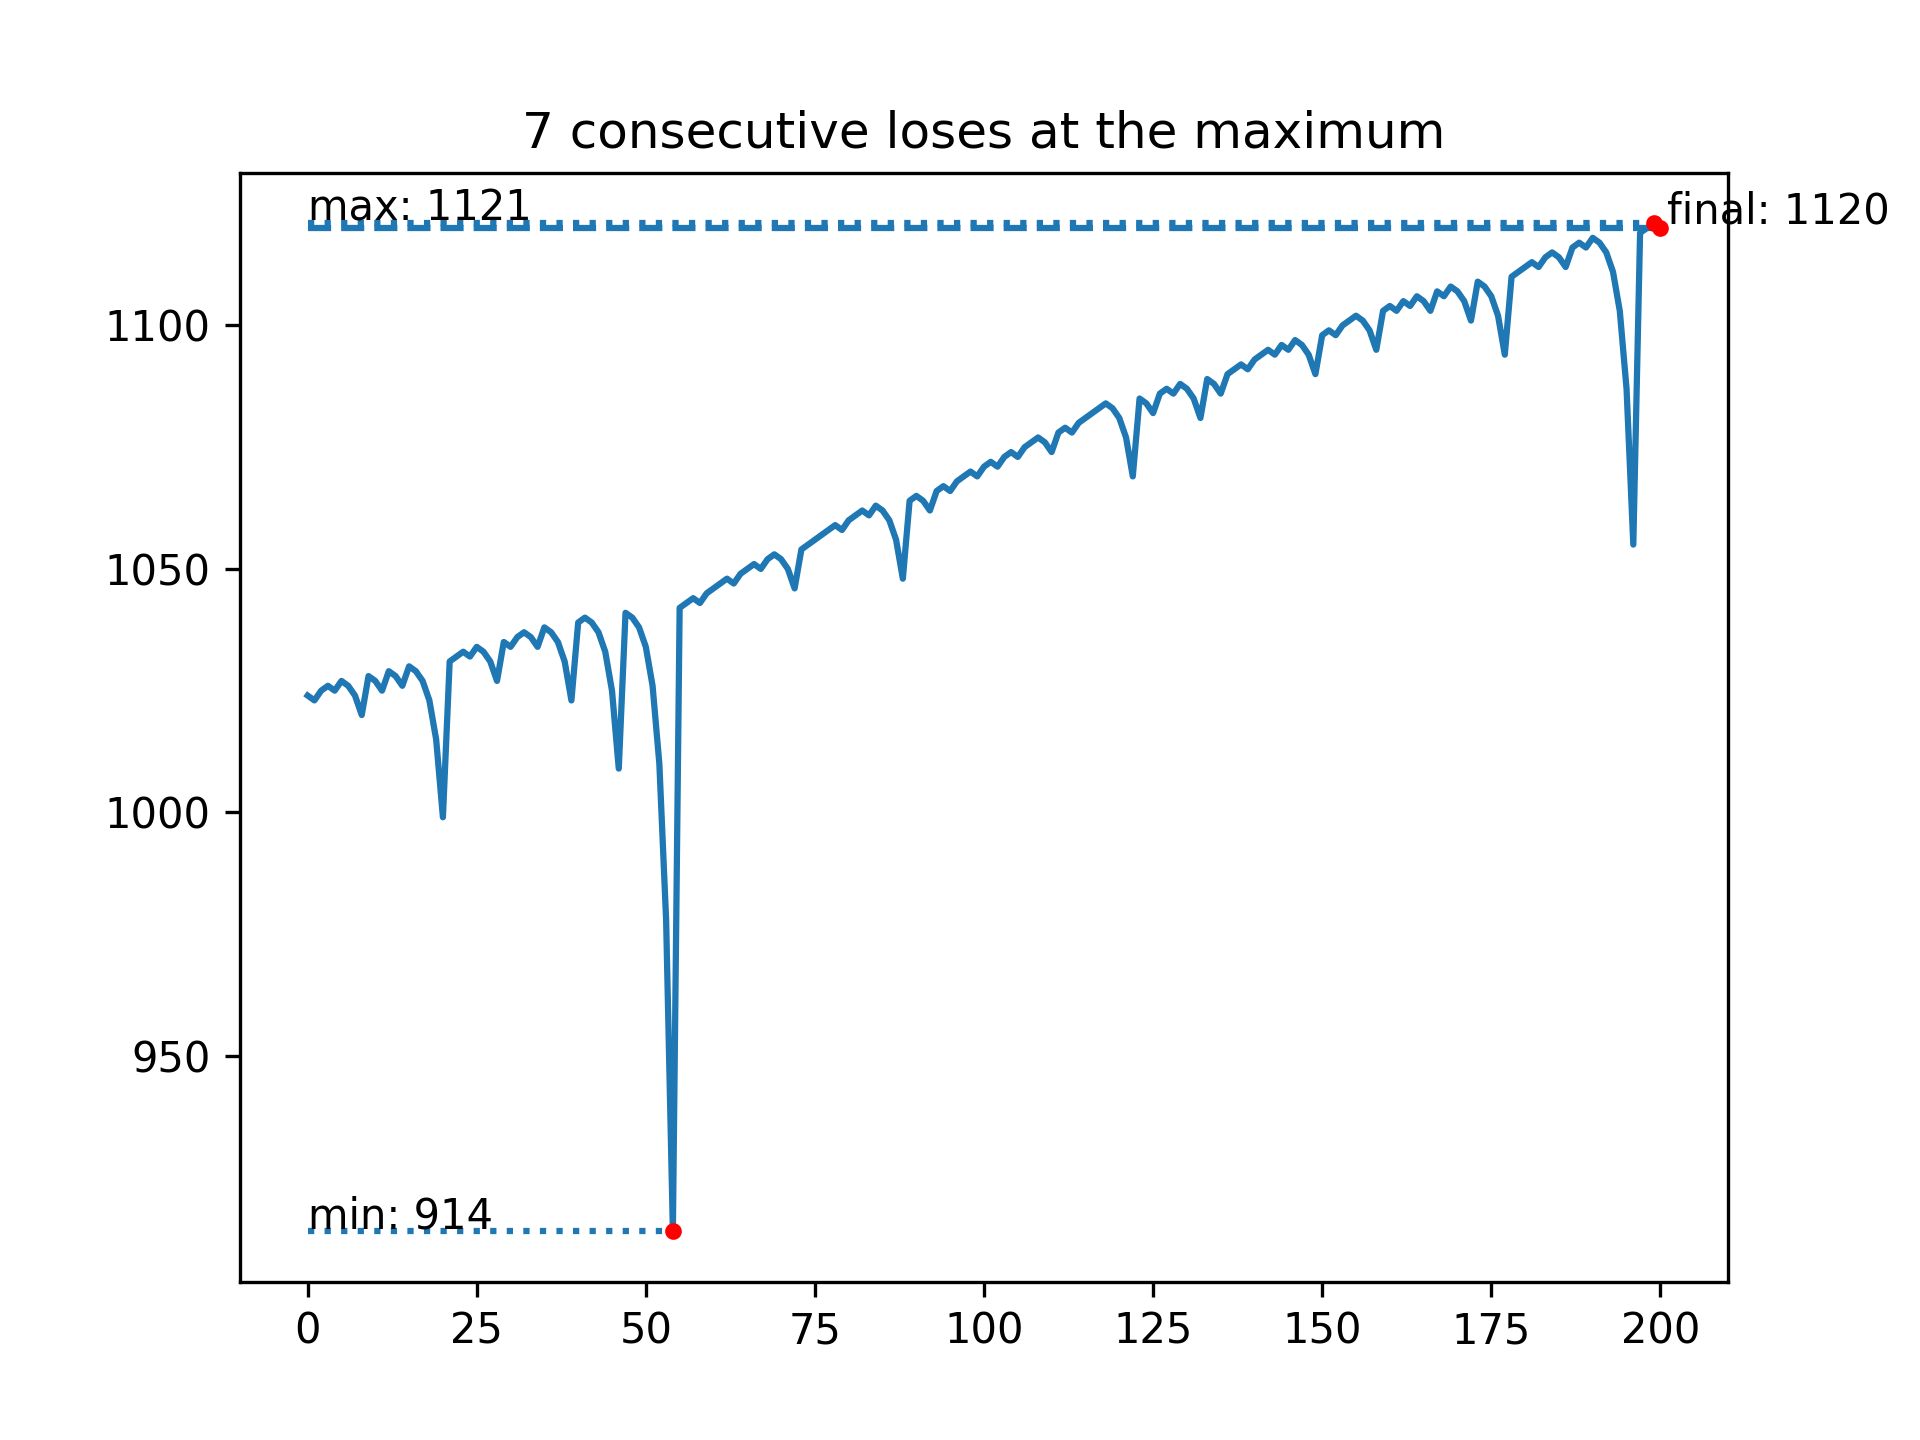 7 consecutive loses at the maximum
max: 1121
final: 1120
1100
1050
1000
950
min: 914
0 25 50 75 100 125 150 175 200